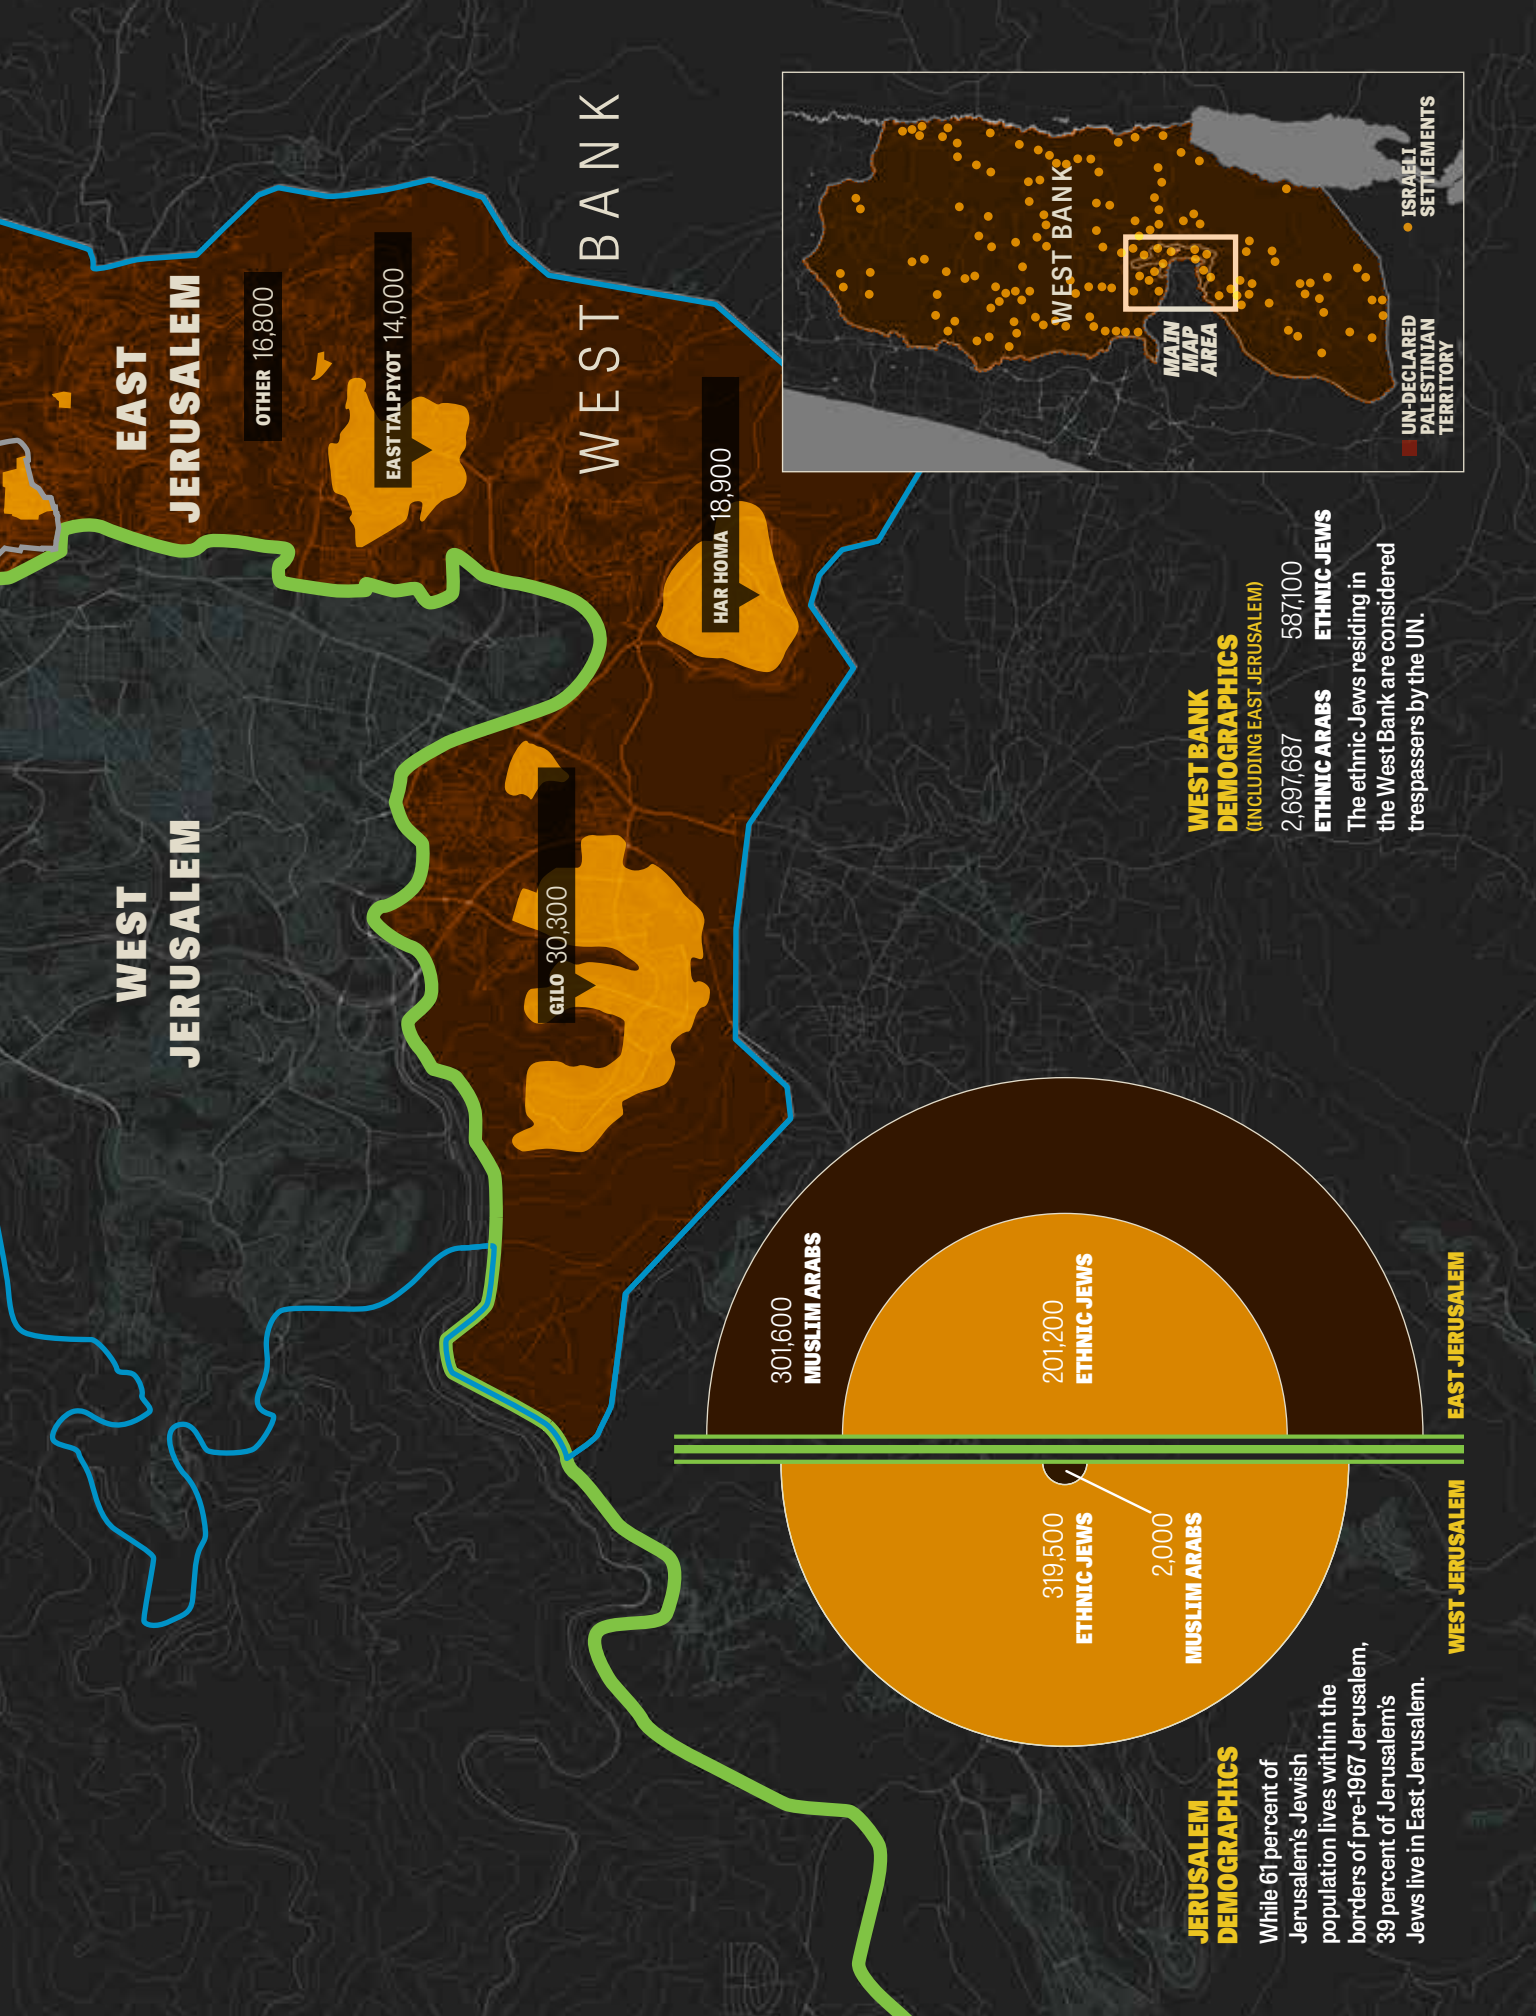 WEST
JERUSALEM
EAST
JERUSALEM
OTHER 16,800
EAST TALPIYOT 14,000
GILO 30,300
HAR HOMA 18,900
WEST BANK
JERUSALEM
DEMOGRAPHICS
While 61 percent of
Jerusalem's Jewish
population lives within the
borders of pre-1967 Jerusalem,
39 percent of Jerusalem's
Jews live in East Jerusalem.
319,500
ETHNIC JEWS
2,000
MUSLIM ARABS
WEST JERUSALEM
301,600
MUSLIM ARABS
201,200
ETHNIC JEWS
EAST JERUSALEM
WEST BANK
DEMOGRAPHICS
(INCLUDING EAST JERUSALEM)
2,697,687 587,100
ETHNIC ARABS ETHNIC JEWS
The ethnic Jews residing in
the West Bank are considered
trespassers by the UN.
WEST BANK
MAIN
MAP
AREA
UN-DECLARED
PALESTINIAN
TERRITORY
ISRAELI
SETTLEMENTS